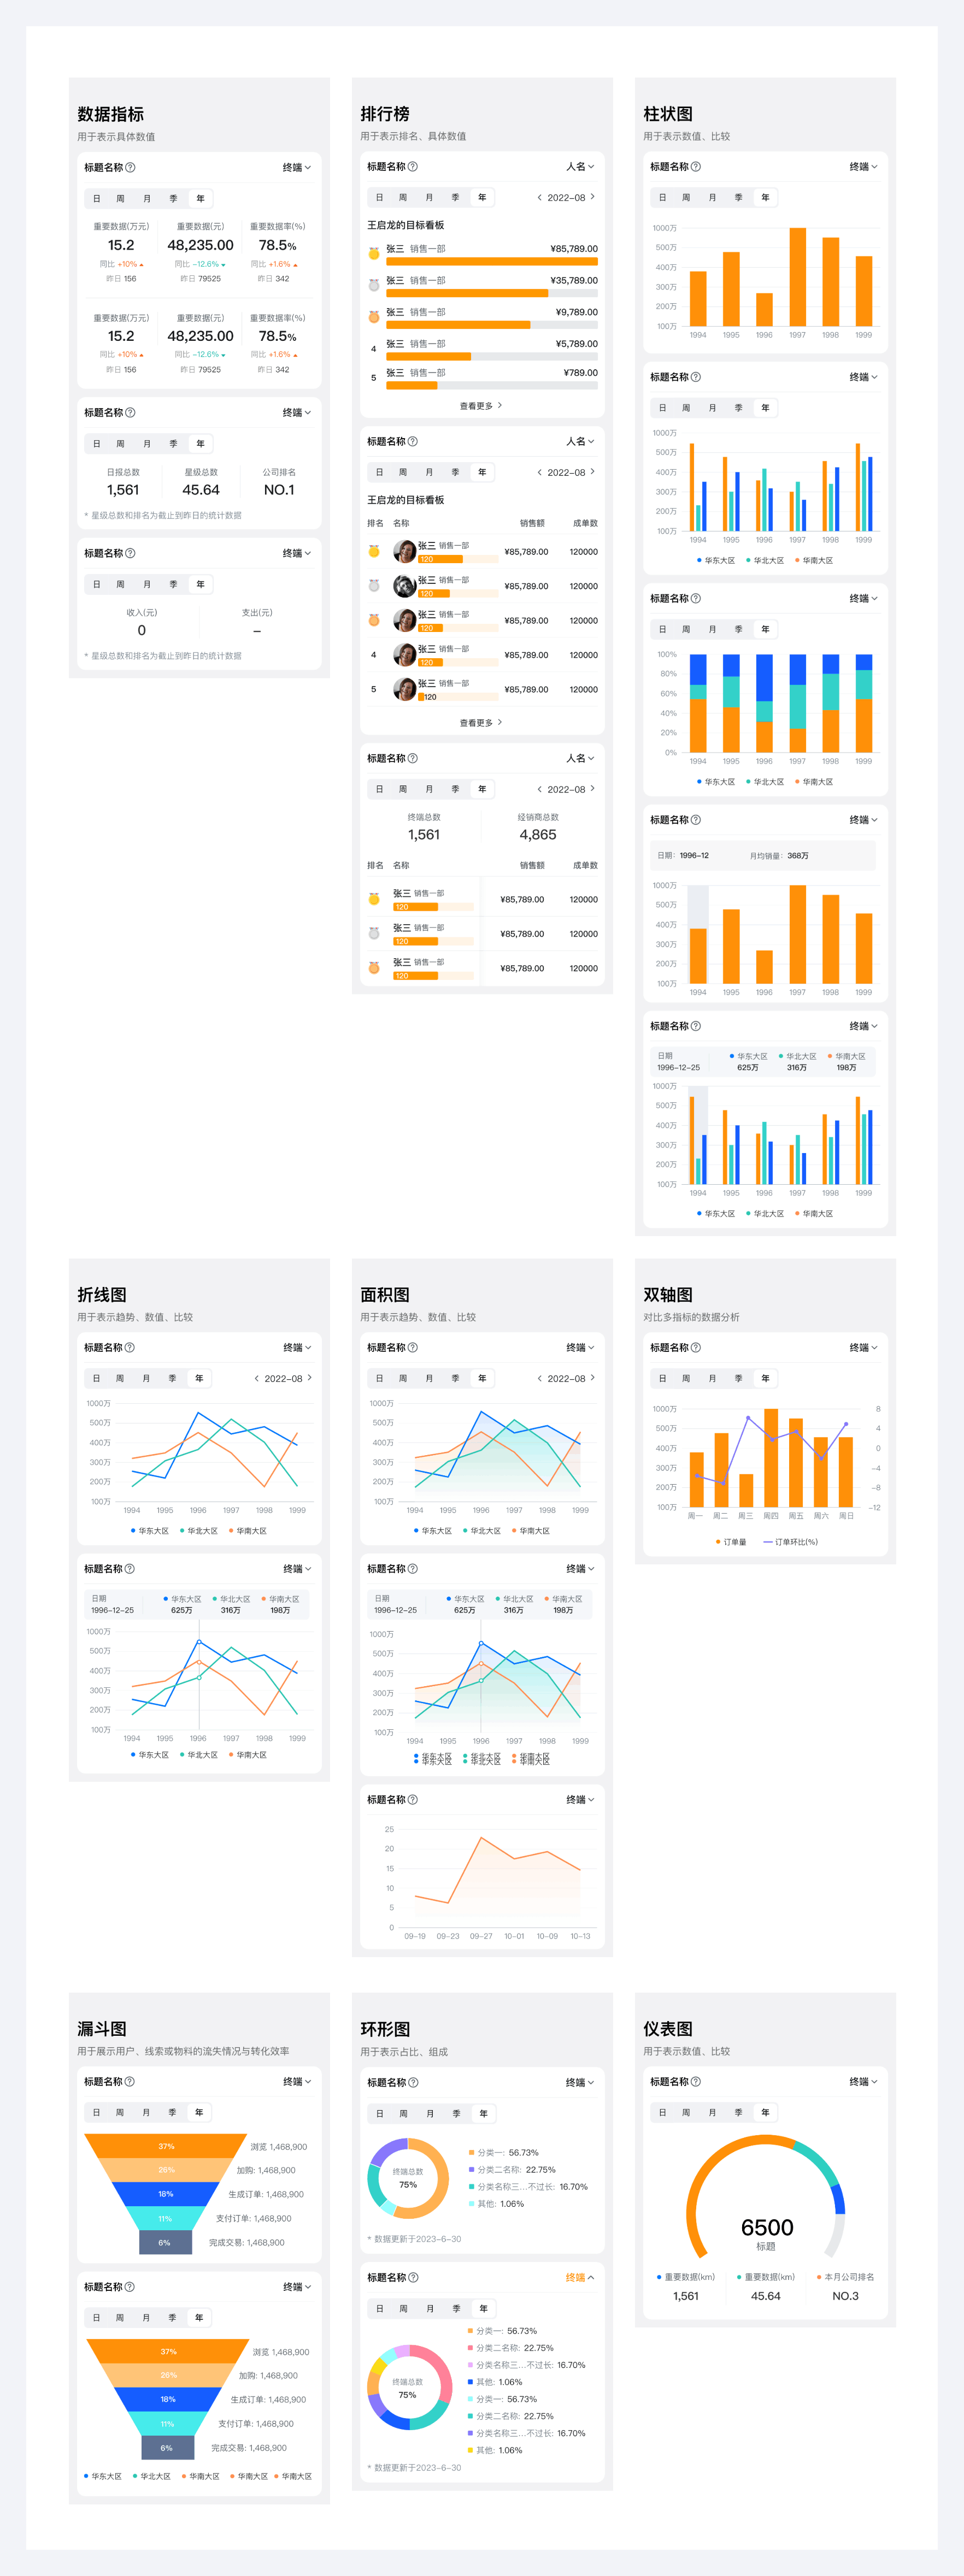 数据指标
用于表示具体数值
标题名称 终端
日 周 月 季 年
重要数据(万元) 重要数据(元) 重要数据率(%)
15.2 48,235.00 78.5%
同比 +10% 同比 -12.6% 同比 +1.6%
昨日 156 昨日 79525 昨日 342
重要数据(万元) 重要数据(元) 重要数据率(%)
15.2 48,235.00 78.5%
同比 +10% 同比 -12.6% 同比 +1.6%
昨日 156 昨日 79525 昨日 342
标题名称 终端
日 周 月 季 年
日报总数 星级总数 公司排名
1,561 45.64 NO.1
* 星级总数和排名为截止到昨日的统计数据
标题名称 终端
日 周 月 季 年
收入(元) 支出(元)
0 –
* 星级总数和排名为截止到昨日的统计数据
排行榜
用于表示排名、具体数值
标题名称 人名
日 周 月 季 年 2022-08
王启龙的目标看板
张三 销售一部 ¥85,789.00
张三 销售一部 ¥35,789.00
张三 销售一部 ¥9,789.00
4 张三 销售一部 ¥5,789.00
5 张三 销售一部 ¥789.00
查看更多
标题名称 人名
日 周 月 季 年 2022-08
王启龙的目标看板
排名 名称 销售额 成单数
张三 销售一部
120 ¥85,789.00 120000
张三 销售一部
120 ¥85,789.00 120000
张三 销售一部
120 ¥85,789.00 120000
4 张三 销售一部
120 ¥85,789.00 120000
5 张三 销售一部
120 ¥85,789.00 120000
查看更多
标题名称 人名
日 周 月 季 年 2022-08
终端总数 经销商总数
1,561 4,865
排名 名称 销售额 成单数
张三 销售一部
120 ¥85,789.00 120000
张三 销售一部
120 ¥85,789.00 120000
张三 销售一部
120 ¥85,789.00 120000
柱状图
用于表示数值、比较
标题名称 终端
日 周 月 季 年
1000万
500万
400万
300万
200万
100万
1994 1995 1996 1997 1998 1999
标题名称 终端
日 周 月 季 年
1000万
500万
400万
300万
200万
100万
1994 1995 1996 1997 1998 1999
华东大区 华北大区 华南大区
标题名称 终端
日 周 月 季 年
100%
80%
60%
40%
20%
0%
1994 1995 1996 1997 1998 1999
华东大区 华北大区 华南大区
标题名称 终端
日期：1996-12 月均销量：368万
1000万
500万
400万
300万
200万
100万
1994 1995 1996 1997 1998 1999
标题名称 终端
日期 华东大区 华北大区 华南大区
1996-12-25 625万 316万 198万
1000万
500万
400万
300万
200万
100万
1994 1995 1996 1997 1998 1999
华东大区 华北大区 华南大区
折线图
用于表示趋势、数值、比较
标题名称 终端
日 周 月 季 年 2022-08
1000万
500万
400万
300万
200万
100万
1994 1995 1996 1997 1998 1999
华东大区 华北大区 华南大区
标题名称 终端
日期 华东大区 华北大区 华南大区
1996-12-25 625万 316万 198万
1000万
500万
400万
300万
200万
100万
1994 1995 1996 1997 1998 1999
华东大区 华北大区 华南大区
面积图
用于表示趋势、数值、比较
标题名称 终端
日 周 月 季 年 2022-08
1000万
500万
400万
300万
200万
100万
1994 1995 1996 1997 1998 1999
华东大区 华北大区 华南大区
标题名称 终端
日期 华东大区 华北大区 华南大区
1996-12-25 625万 316万 198万
1000万
500万
400万
300万
200万
100万
1994 1995 1996 1997 1998 1999
华东大区 华北大区 华南大区
华东大区 华北大区 华南大区
标题名称 终端
25
20
15
10
5
0
09-19 09-23 09-27 10-01 10-09 10-13
双轴图
对比多指标的数据分析
标题名称 终端
日 周 月 季 年
1000万 8
500万 4
400万 0
300万 -4
200万 -8
100万 -12
周一 周二 周三 周四 周五 周六 周日
订单量 订单环比(%)
漏斗图
用于展示用户、线索或物料的流失情况与转化效率
标题名称 终端
日 周 月 季 年
37% 浏览 1,468,900
26% 加购: 1,468,900
18% 生成订单: 1,468,900
11% 支付订单: 1,468,900
6% 完成交易: 1,468,900
标题名称 终端
日 周 月 季 年
37% 浏览 1,468,900
26% 加购: 1,468,900
18% 生成订单: 1,468,900
11% 支付订单: 1,468,900
6% 完成交易: 1,468,900
华东大区 华北大区 华南大区 华南大区 华南大区
环形图
用于表示占比、组成
标题名称 终端
日 周 月 季 年
终端总数
75%
分类一: 56.73%
分类二名称: 22.75%
分类名称三...不过长: 16.70%
其他: 1.06%
* 数据更新于2023-6-30
标题名称 终端
日 周 月 季 年
终端总数
75%
分类一: 56.73%
分类二名称: 22.75%
分类名称三...不过长: 16.70%
其他: 1.06%
分类一: 56.73%
分类二名称: 22.75%
分类名称三...不过长: 16.70%
其他: 1.06%
* 数据更新于2023-6-30
仪表图
用于表示数值、比较
标题名称 终端
日 周 月 季 年
6500
标题
重要数据(km) 重要数据(km) 本月公司排名
1,561 45.64 NO.3